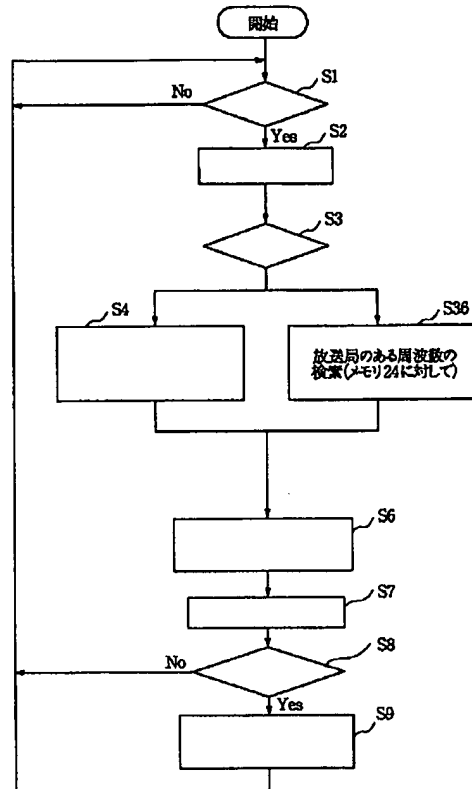 開始
S1
No
Yes
S2
S3
S4
S36
放送局のある周波数の
検索(メモリ24に対して)
S6
S7
S8
No
Yes
S9